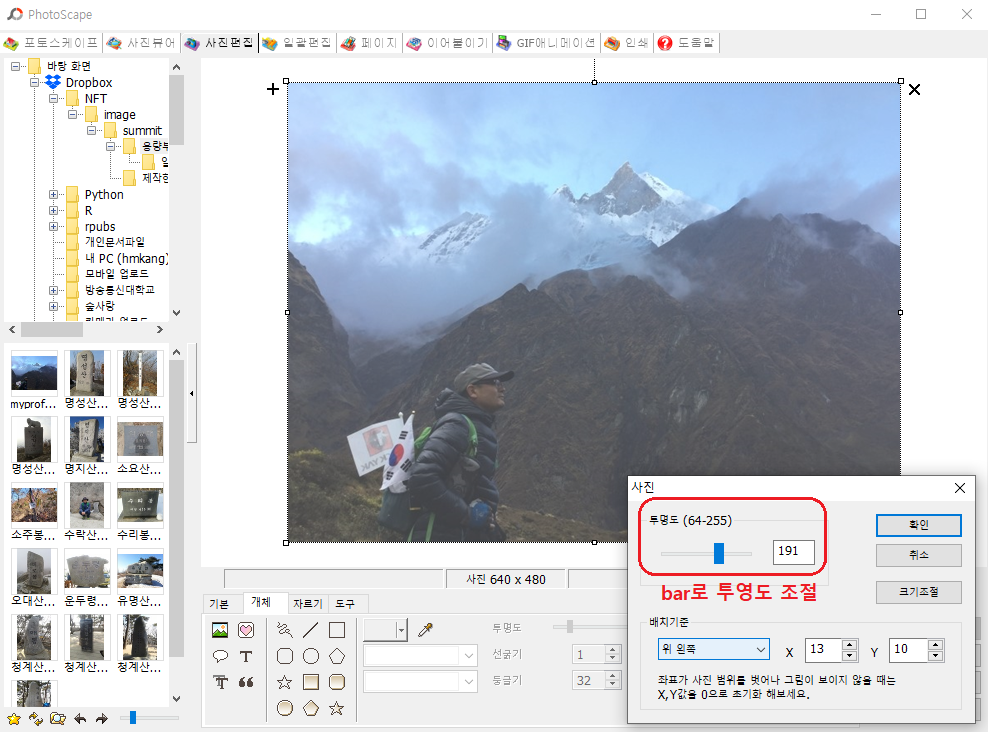 PhotoScape
포토스케이프 사진뷰어 사진편집 일괄편집 페이지 이어붙이기 GIF애니메이션 인쇄 도움말
바탕 화면
Dropbox
NFT
image
summit
용량부
제작한
Python
R
rpubs
개인문서파일
내 PC (hmkang)
모바일 업로드
방송통신대학교
숲사랑
myprof... 명성산... 명성산...
명성산... 명지산... 소요산...
소주봉... 수락산... 수리봉...
오대산... 운두령... 유명산...
청계산... 청계산... 청계산...
사진 640 x 480
기본 개체 자르기 도구
투명도
선굵기 1
둥글기 32
사진
투명도 (64-255)
191
확인
취소
크기조절
bar로 투영도 조절
배치기준
위 왼쪽 X 13 Y 10
좌표가 사진 범위를 벗어나 그림이 보이지 않을 때는
X,Y값을 0으로 초기화 해보세요.